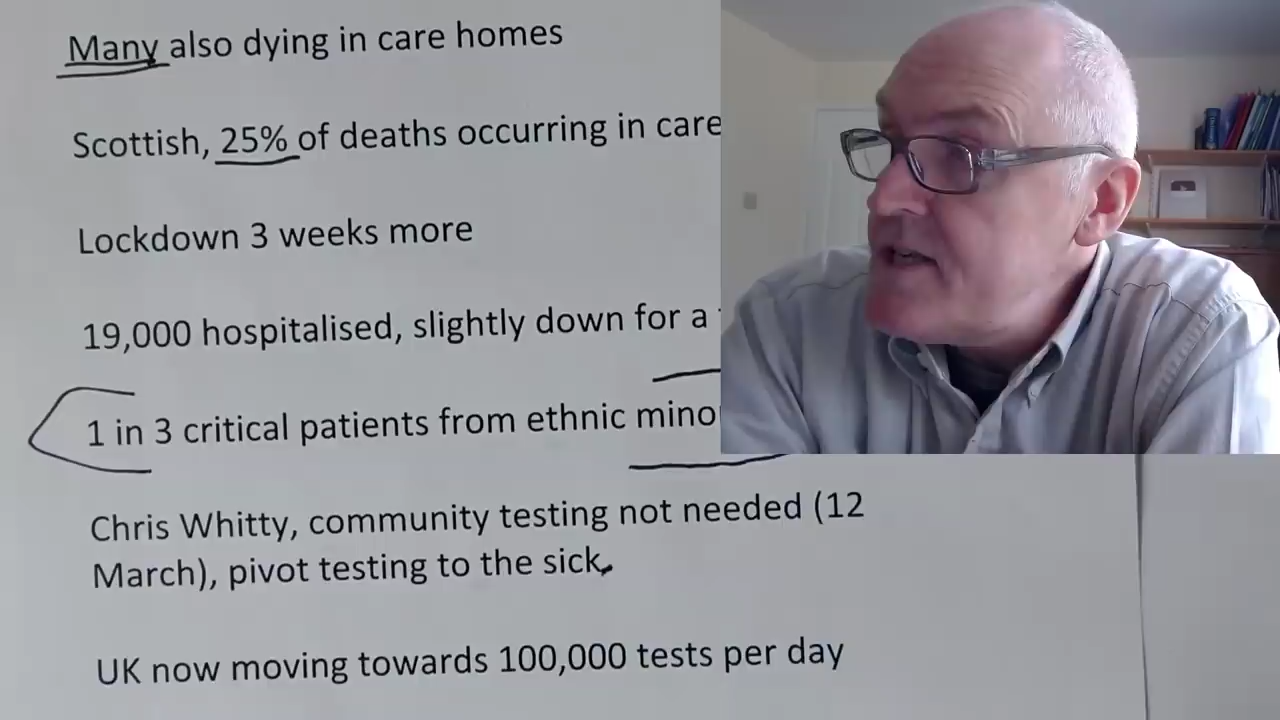 Many also dying in care homes
Scottish, 25% of deaths occurring in care
Lockdown 3 weeks more
19,000 hospitalised, slightly down for a
1 in 3 critical patients from ethnic
Chris Whitty, community testing not needed (12
March), pivot testing to the sick,
UK now moving towards 100,000 tests per day